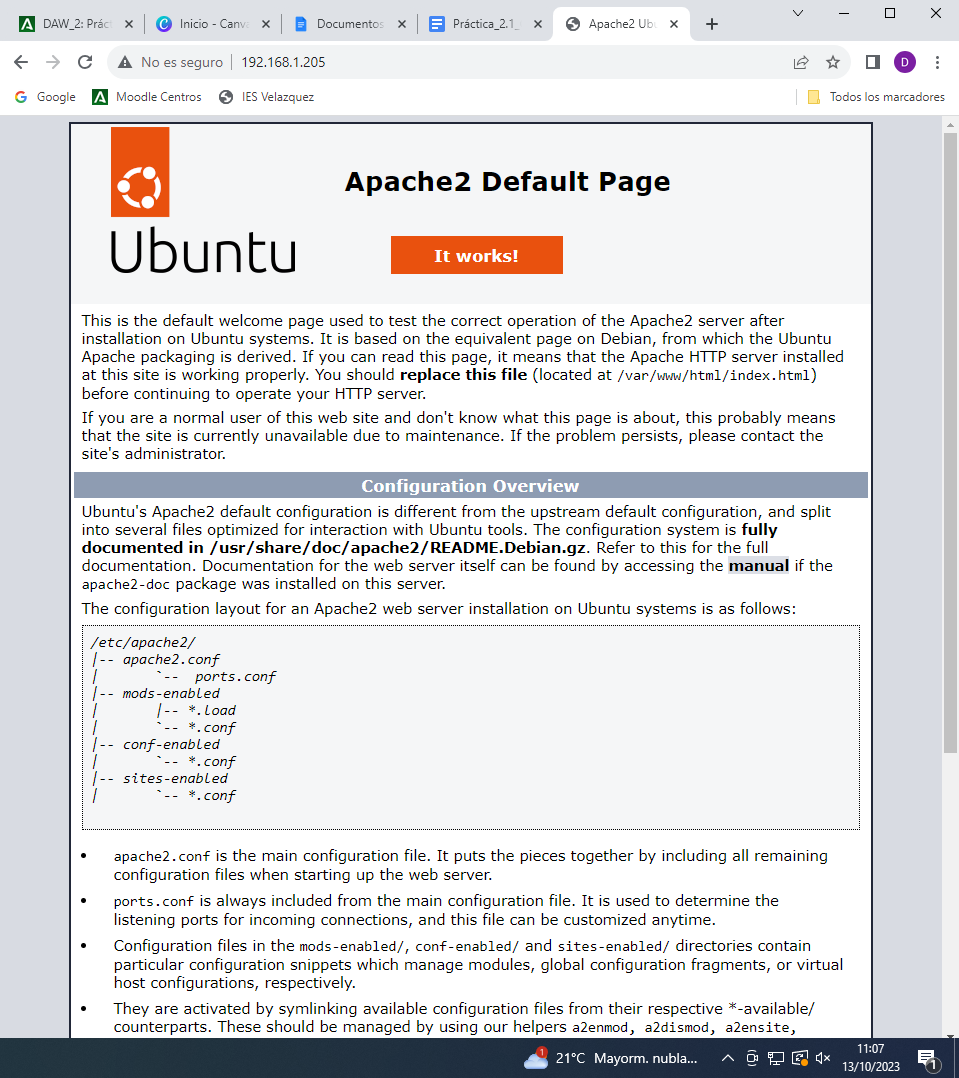 DAW_2: Prác
Inicio - Canv
Documentos
Práctica_2.1_
Apache2 Ub
No es seguro
192.168.1.205
D
Google
Moodle Centros
IES Velazquez
Todos los marcadores
Ubuntu
Apache2 Default Page
It works!
This is the default welcome page used to test the correct operation of the Apache2 server after
installation on Ubuntu systems. It is based on the equivalent page on Debian, from which the Ubuntu
Apache packaging is derived. If you can read this page, it means that the Apache HTTP server installed
at this site is working properly. You should replace this file (located at /var/www/html/index.html)
before continuing to operate your HTTP server.
If you are a normal user of this web site and don't know what this page is about, this probably means
that the site is currently unavailable due to maintenance. If the problem persists, please contact the
site's administrator.
Configuration Overview
Ubuntu's Apache2 default configuration is different from the upstream default configuration, and split
into several files optimized for interaction with Ubuntu tools. The configuration system is fully
documented in /usr/share/doc/apache2/README.Debian.gz. Refer to this for the full
documentation. Documentation for the web server itself can be found by accessing the manual if the
apache2-doc package was installed on this server.
The configuration layout for an Apache2 web server installation on Ubuntu systems is as follows:
/etc/apache2/
|-- apache2.conf
|       `--  ports.conf
|-- mods-enabled
|       |-- *.load
|       `-- *.conf
|-- conf-enabled
|       `-- *.conf
|-- sites-enabled
|       `-- *.conf
• apache2.conf is the main configuration file. It puts the pieces together by including all remaining
configuration files when starting up the web server.
• ports.conf is always included from the main configuration file. It is used to determine the
listening ports for incoming connections, and this file can be customized anytime.
• Configuration files in the mods-enabled/, conf-enabled/ and sites-enabled/ directories contain
particular configuration snippets which manage modules, global configuration fragments, or virtual
host configurations, respectively.
• They are activated by symlinking available configuration files from their respective *-available/
counterparts. These should be managed by using our helpers a2enmod, a2dismod, a2ensite,
1
21°C Mayorm. nubla...
11:07
13/10/2023
1